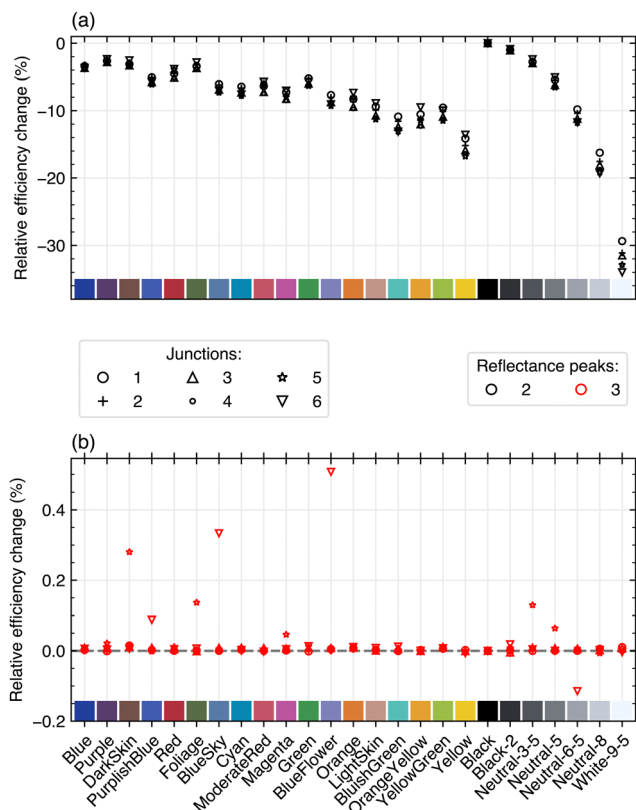 (a)
Relative efficiency change (%)
0
−10
−20
−30
Junctions:
1 3 5
2 4 6
Reflectance peaks:
2 3
(b)
Relative efficiency change (%)
0.4
0.2
0.0
−0.2
Blue
Purple
DarkSkin
PurplishBlue
Red
Foliage
BlueSky
Cyan
ModerateRed
Magenta
Green
BlueFlower
Orange
LightSkin
BluishGreen
OrangeYellow
YellowGreen
Yellow
Black
Black-2
Neutral-3-5
Neutral-5
Neutral-6-5
Neutral-8
White-9-5